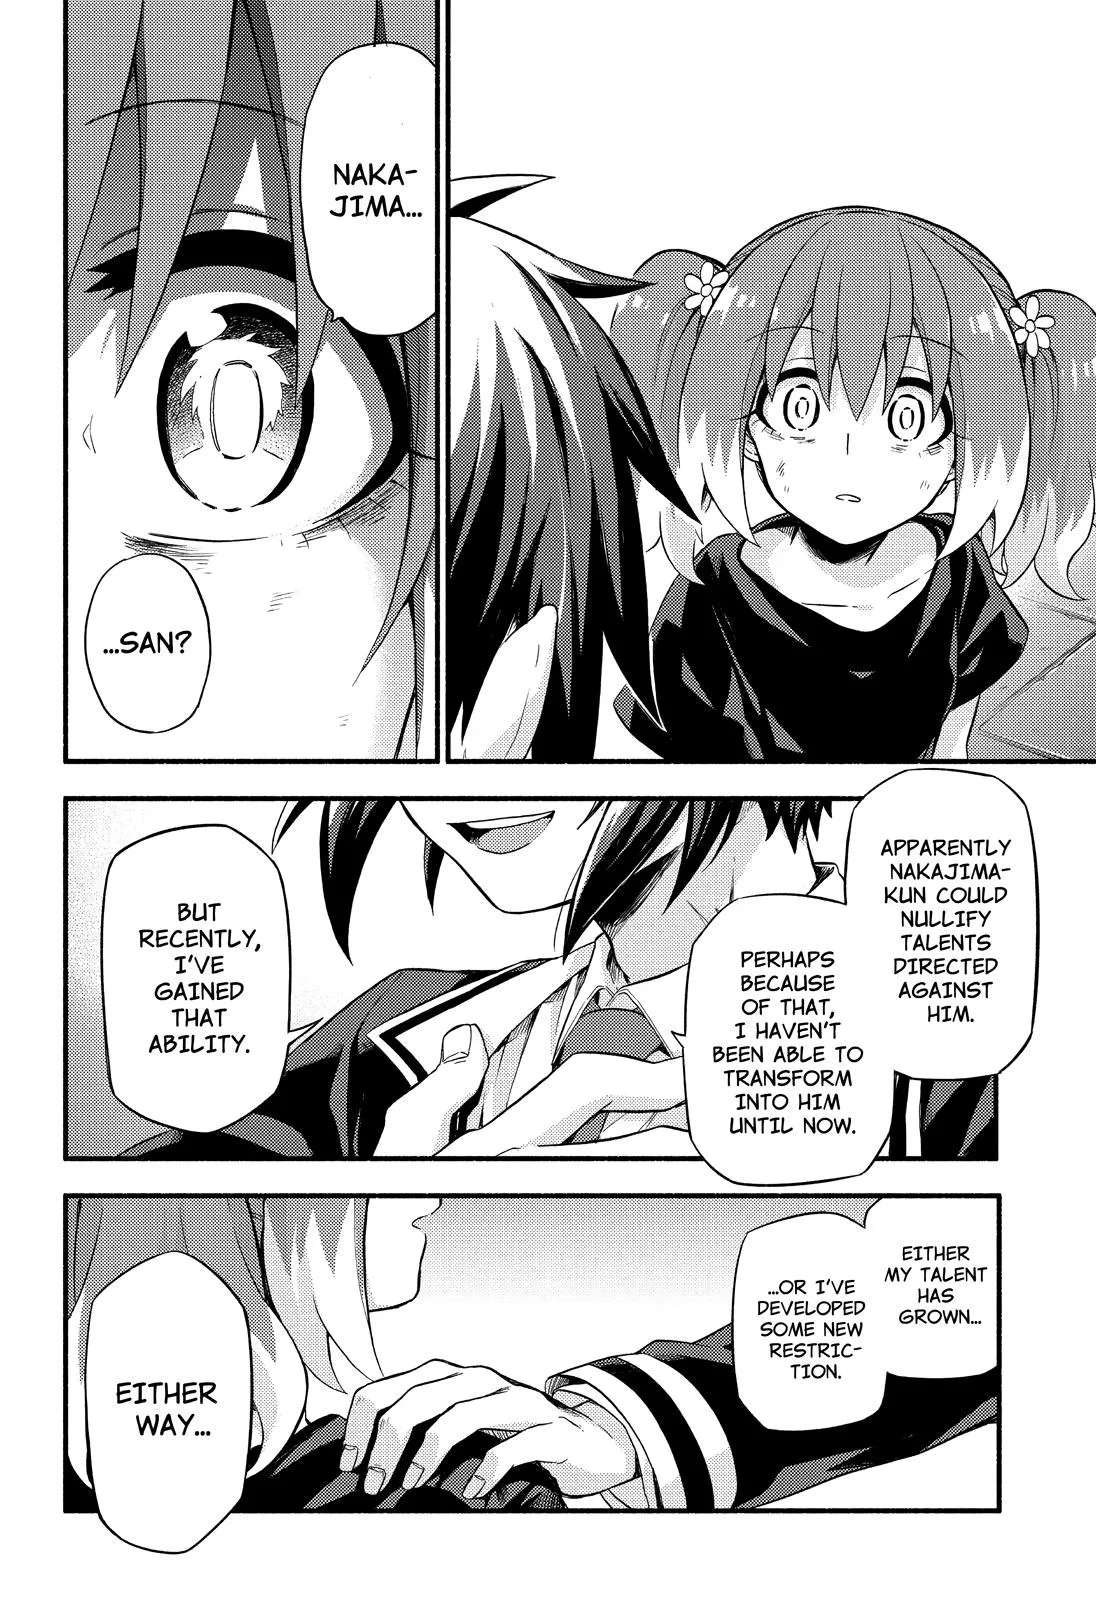 NAKA-
JIMA...
...SAN?
APPARENTLY
NAKAJIMA-
KUN COULD
NULLIFY
TALENTS
DIRECTED
AGAINST
HIM.
PERHAPS
BECAUSE
OF THAT,
I HAVEN'T
BEEN ABLE TO
TRANSFORM
INTO HIM
UNTIL NOW.
BUT
RECENTLY,
I'VE
GAINED
THAT
ABILITY.
EITHER
MY TALENT
HAS
GROWN...
...OR I'VE
DEVELOPED
SOME NEW
RESTRIC-
TION.
EITHER
WAY...